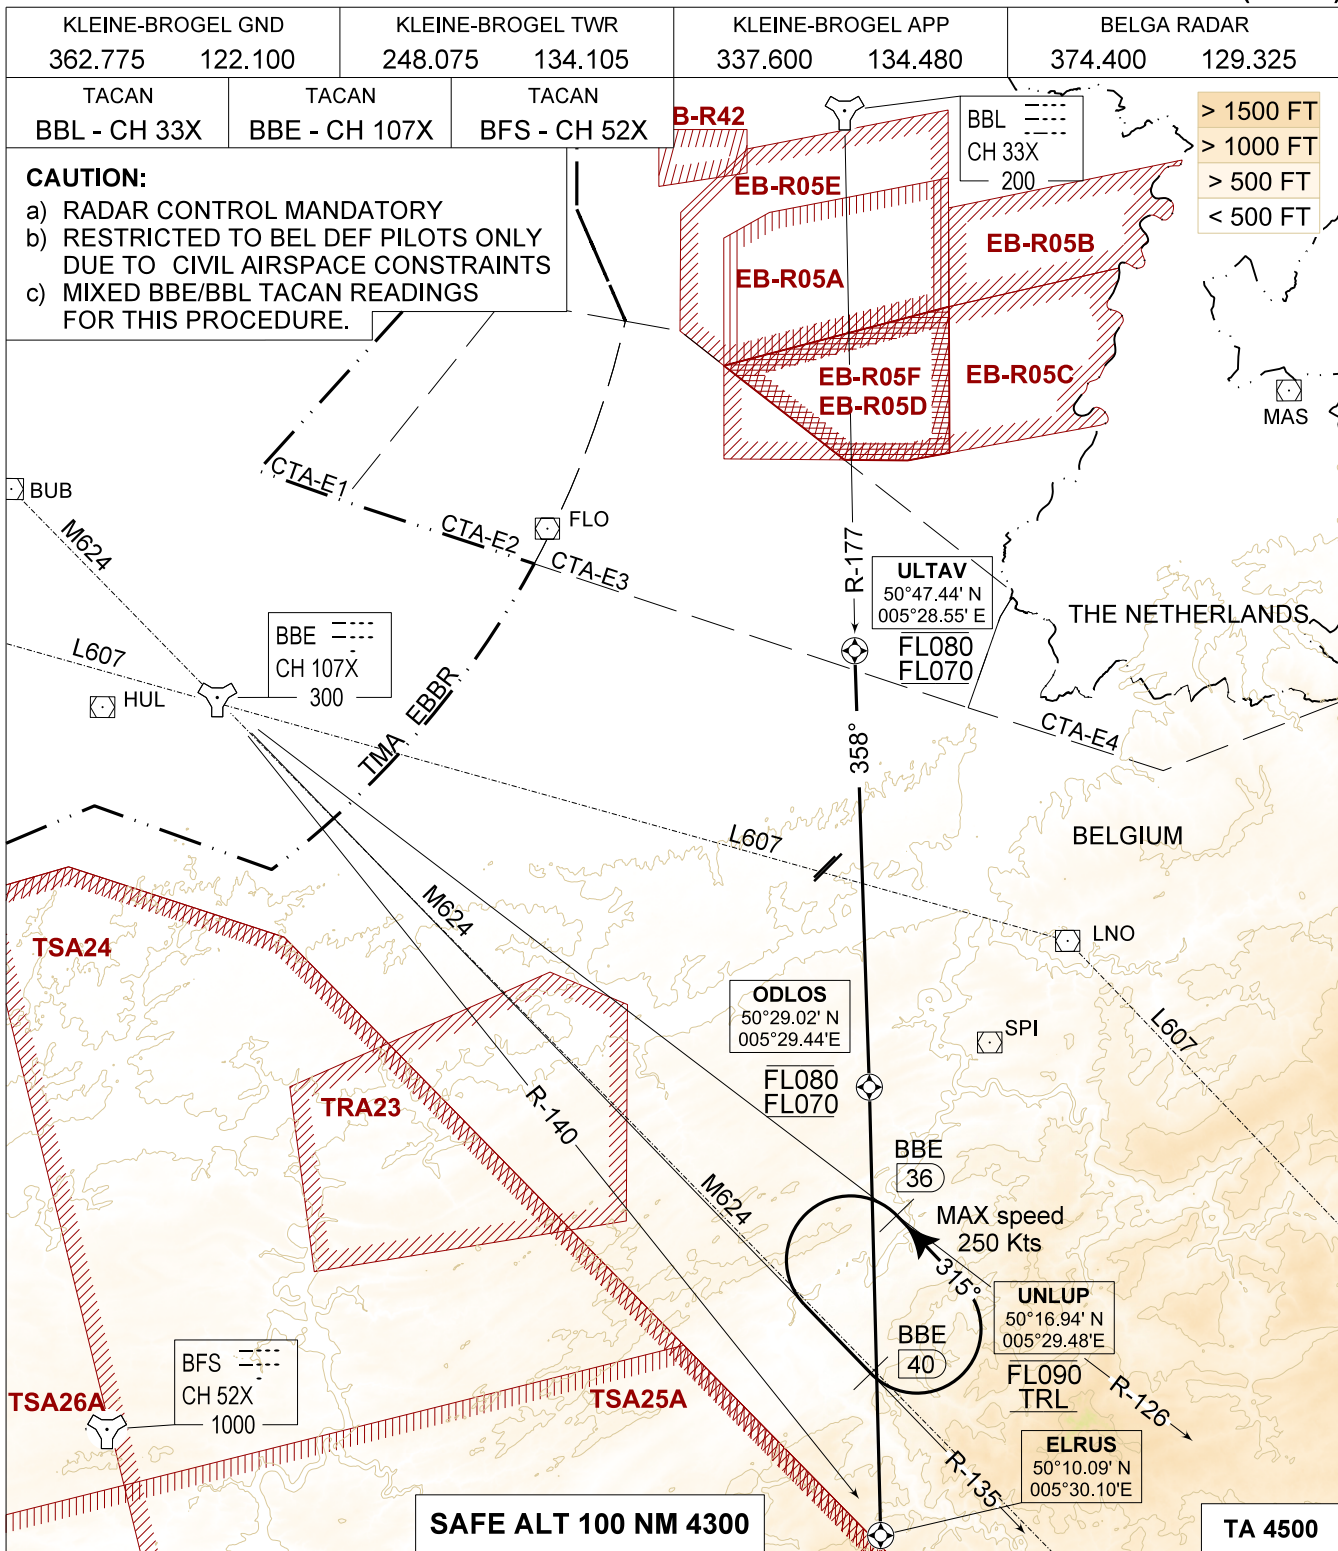 KLEINE-BROGEL GND
362.775 122.100
KLEINE-BROGEL TWR
248.075 134.105
KLEINE-BROGEL APP
337.600 134.480
BELGA RADAR
374.400 129.325
TACAN
BBL - CH 33X
TACAN
BBE - CH 107X
TACAN
BFS - CH 52X
CAUTION:
a) RADAR CONTROL MANDATORY
b) RESTRICTED TO BEL DEF PILOTS ONLY
DUE TO CIVIL AIRSPACE CONSTRAINTS
c) MIXED BBE/BBL TACAN READINGS
FOR THIS PROCEDURE.
B-R42
BBL
CH 33X
200
> 1500 FT
> 1000 FT
> 500 FT
< 500 FT
EB-R05E
EB-R05B
EB-R05A
EB-R05F
EB-R05D
EB-R05C
MAS
BUB
CTA-E1
M624
CTA-E2
FLO
CTA-E3
R-177
ULTAV
50°47.44' N
005°28.55' E
FL080
FL070
THE NETHERLANDS
BBE
CH 107X
300
L607
HUL
TMA EBBR
358°
CTA-E4
L607
BELGIUM
M624
TSA24
LNO
ODLOS
50°29.02' N
005°29.44'E
FL080
FL070
SPI
L607
TRA23
R-140
BBE
36
M624
MAX speed
250 Kts
315°
UNLUP
50°16.94' N
005°29.48'E
FL090
TRL
BBE
40
BFS
CH 52X
1000
TSA26A
TSA25A
R-126
ELRUS
50°10.09' N
005°30.10'E
R-135
SAFE ALT 100 NM 4300
TA 4500